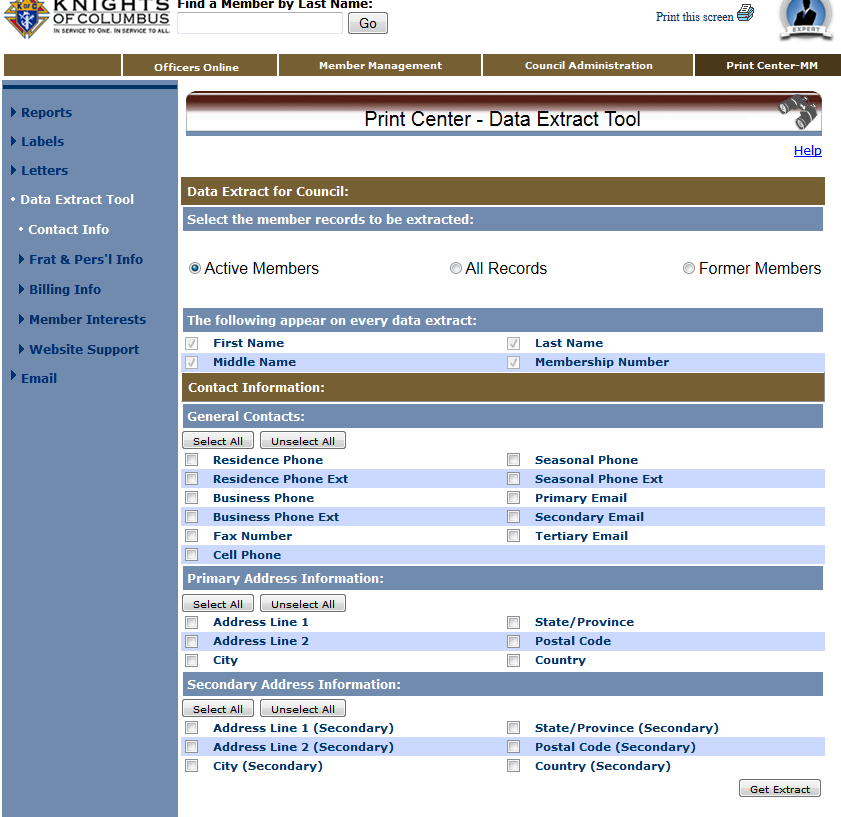 KNIGHTS
OF COLUMBUS
IN SERVICE TO ONE. IN SERVICE TO ALL.
K of C
Find a Member by Last Name:
Go
Print this screen
EXPERT
Officers Online
Member Management
Council Administration
Print Center-MM
Reports
Labels
Letters
Data Extract Tool
Contact Info
Frat & Pers'l Info
Billing Info
Member Interests
Website Support
Email
Print Center - Data Extract Tool
Help
Data Extract for Council:
Select the member records to be extracted:
Active Members All Records Former Members
The following appear on every data extract:
First Name Last Name
Middle Name Membership Number
Contact Information:
General Contacts:
Select All Unselect All
Residence Phone Seasonal Phone
Residence Phone Ext Seasonal Phone Ext
Business Phone Primary Email
Business Phone Ext Secondary Email
Fax Number Tertiary Email
Cell Phone
Primary Address Information:
Select All Unselect All
Address Line 1 State/Province
Address Line 2 Postal Code
City Country
Secondary Address Information:
Select All Unselect All
Address Line 1 (Secondary) State/Province (Secondary)
Address Line 2 (Secondary) Postal Code (Secondary)
City (Secondary) Country (Secondary)
Get Extract